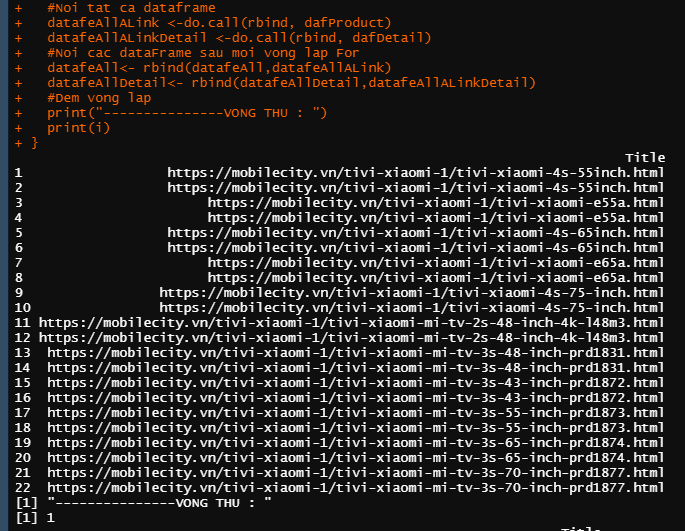 +   #Noi tat ca dataframe
+   datafeAllALink <-do.call(rbind, dafProduct)
+   datafeAllALinkDetail <-do.call(rbind, dafDetail)
+   #Noi cac dataFrame sau moi vong lap For
+   datafeAll<- rbind(datafeAll,datafeAllALink)
+   datafeAllDetail<- rbind(datafeAllDetail,datafeAllALinkDetail)
+   #Dem vong lap
+   print("---------------VONG THU : ")
+   print(i)
+ }
Title
1 https://mobilecity.vn/tivi-xiaomi-1/tivi-xiaomi-4s-55inch.html
2 https://mobilecity.vn/tivi-xiaomi-1/tivi-xiaomi-4s-55inch.html
3 https://mobilecity.vn/tivi-xiaomi-1/tivi-xiaomi-e55a.html
4 https://mobilecity.vn/tivi-xiaomi-1/tivi-xiaomi-e55a.html
5 https://mobilecity.vn/tivi-xiaomi-1/tivi-xiaomi-4s-65inch.html
6 https://mobilecity.vn/tivi-xiaomi-1/tivi-xiaomi-4s-65inch.html
7 https://mobilecity.vn/tivi-xiaomi-1/tivi-xiaomi-e65a.html
8 https://mobilecity.vn/tivi-xiaomi-1/tivi-xiaomi-e65a.html
9 https://mobilecity.vn/tivi-xiaomi-1/tivi-xiaomi-4s-75-inch.html
10 https://mobilecity.vn/tivi-xiaomi-1/tivi-xiaomi-4s-75-inch.html
11 https://mobilecity.vn/tivi-xiaomi-1/tivi-xiaomi-mi-tv-2s-48-inch-4k-l48m3.html
12 https://mobilecity.vn/tivi-xiaomi-1/tivi-xiaomi-mi-tv-2s-48-inch-4k-l48m3.html
13 https://mobilecity.vn/tivi-xiaomi-1/tivi-xiaomi-mi-tv-3s-48-inch-prd1831.html
14 https://mobilecity.vn/tivi-xiaomi-1/tivi-xiaomi-mi-tv-3s-48-inch-prd1831.html
15 https://mobilecity.vn/tivi-xiaomi-1/tivi-xiaomi-mi-tv-3s-43-inch-prd1872.html
16 https://mobilecity.vn/tivi-xiaomi-1/tivi-xiaomi-mi-tv-3s-43-inch-prd1872.html
17 https://mobilecity.vn/tivi-xiaomi-1/tivi-xiaomi-mi-tv-3s-55-inch-prd1873.html
18 https://mobilecity.vn/tivi-xiaomi-1/tivi-xiaomi-mi-tv-3s-55-inch-prd1873.html
19 https://mobilecity.vn/tivi-xiaomi-1/tivi-xiaomi-mi-tv-3s-65-inch-prd1874.html
20 https://mobilecity.vn/tivi-xiaomi-1/tivi-xiaomi-mi-tv-3s-65-inch-prd1874.html
21 https://mobilecity.vn/tivi-xiaomi-1/tivi-xiaomi-mi-tv-3s-70-inch-prd1877.html
22 https://mobilecity.vn/tivi-xiaomi-1/tivi-xiaomi-mi-tv-3s-70-inch-prd1877.html
[1] "---------------VONG THU : "
[1] 1